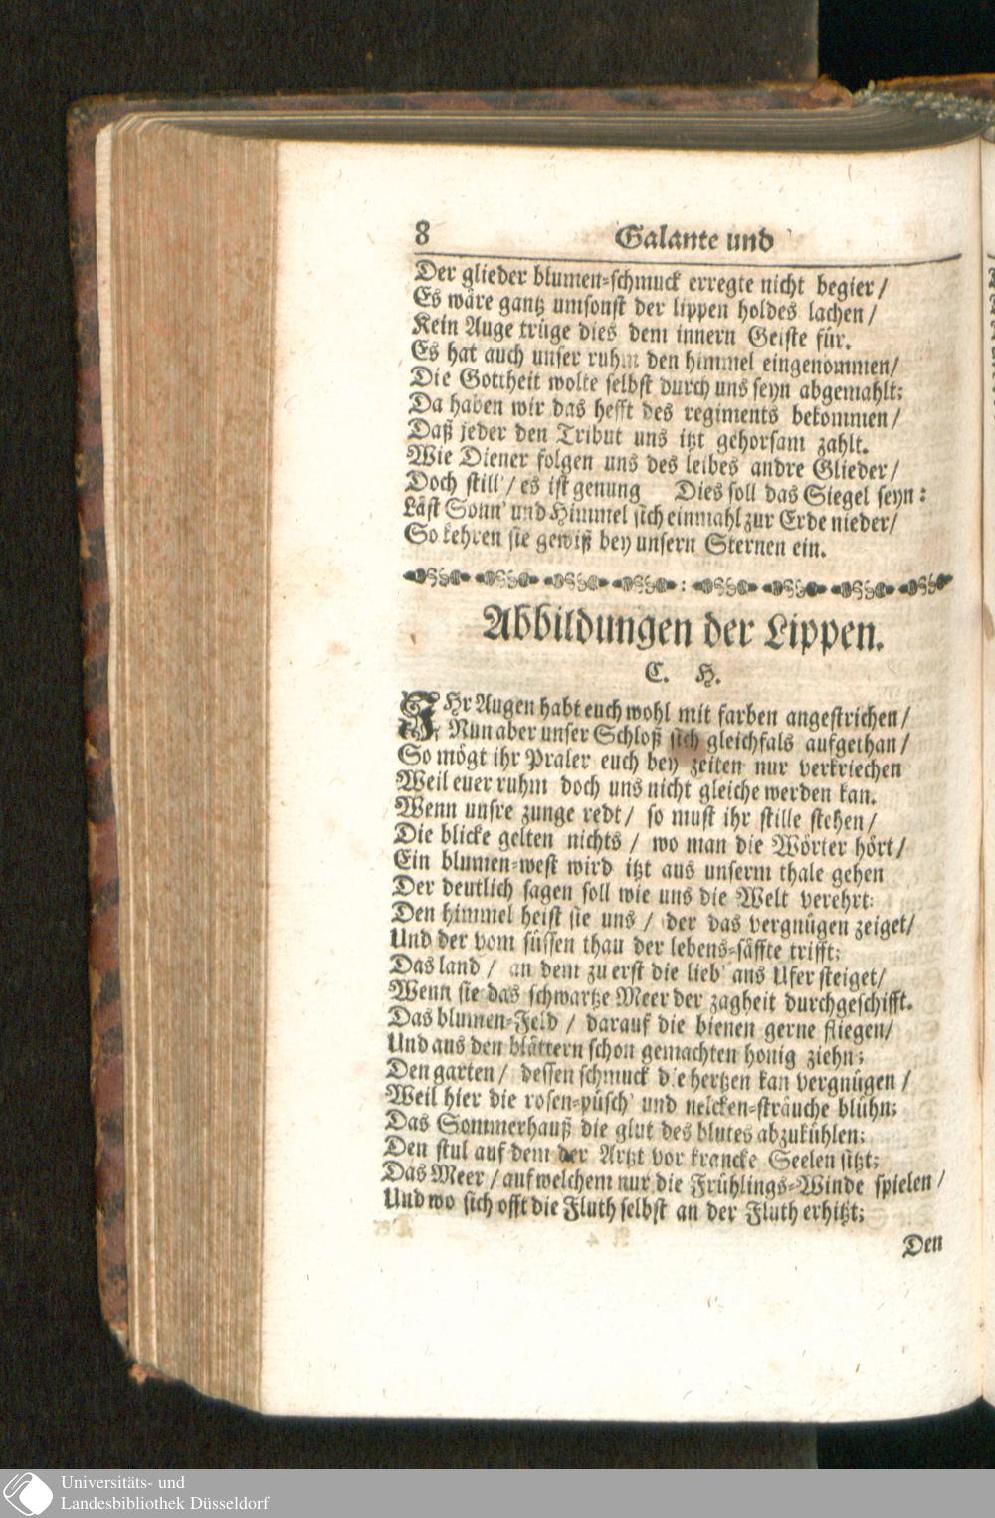 8 Galante und
Der glieder blumen-schmuck erregte nicht begier/
Es wäre gantz umsonst der lippen holdes lachen/
Kein Auge trüge dies dem innern Geiste für.
Es hat auch unser ruhm den himmel eingenommen/
Die Gottheit wolte selbst durch uns seyn abgemahlt;
Da haben wir das hefft des regiments bekommen/
Daß jeder den Tribut uns itzt gehorsam zahlt.
Wie Diener folgen uns des leibes andre Glieder/
Doch still'/ es ist genung Dies soll das Siegel seyn:
Läst Sonn' und Himmel sich einmahl zur Erde nieder/
So kehren sie gewiß bey unsern Sternen ein.
Abbildungen der Lippen.
C. H.
IHr Augen habt euch wohl mit farben angestrichen/
Nun aber unser Schloß sich gleichfals aufgethan/
So mögt ihr Praler euch bey zeiten nur verkriechen
Weil euer ruhm doch uns nicht gleiche werden kan.
Wenn unsre zunge redt/ so must ihr stille stehen/
Die blicke gelten nichts / wo man die Wörter hört/
Ein blumen-west wird itzt aus unserm thale gehen
Der deutlich sagen soll wie uns die Welt verehrt:
Den himmel heist sie uns / der das vergnügen zeiget/
Und der vom süssen thau der lebens-säffte trifft;
Das land / an dem zu erst die lieb' ans Ufer steiget/
Wenn sie das schwartze Meer der zagheit durchgeschifft.
Das blumen-Feld / darauf die bienen gerne fliegen/
Und aus den blättern schon gemachten honig ziehn;
Den garten/ dessen schmuck die hertzen kan vergnügen /
Weil hier die rosen-püsch' und nelcken-sträuche blühn;
Das Sommerhauß die glut des blutes abzukühlen;
Den stul auf dem der Artzt vor krancke Seelen sitzt;
Das Meer / auf welchem nur die Frühlings-Winde spielen /
Und wo sich offt die Fluth selbst an der Fluth erhitzt;
Den
Universitäts- und
Landesbibliothek Düsseldorf